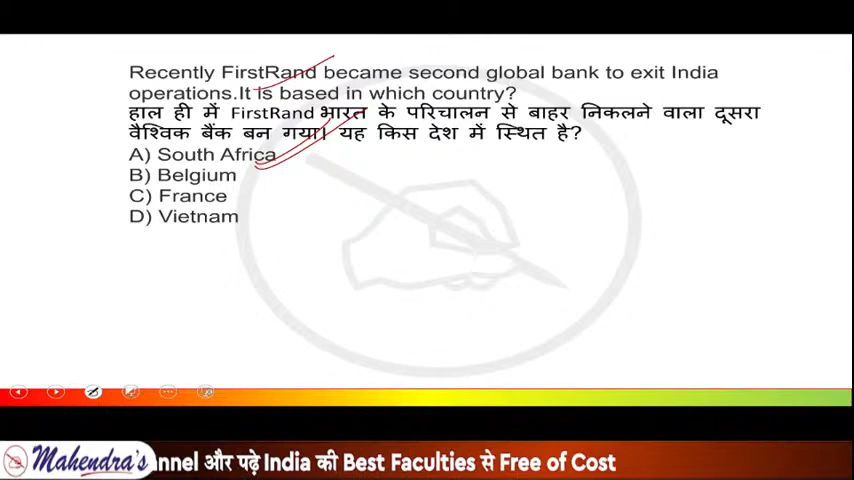 Recently FirstRand became second global bank to exit India
operations.It is based in which country?
हाल ही में FirstRand भारत के परिचालन से बाहर निकलने वाला दूसरा
वैश्विक बैंक बन गया। यह किस देश में स्थित है?
A) South Africa
B) Belgium
C) France
D) Vietnam
Mahendra's annel और पढ़े India की Best Faculties से Free of Cost